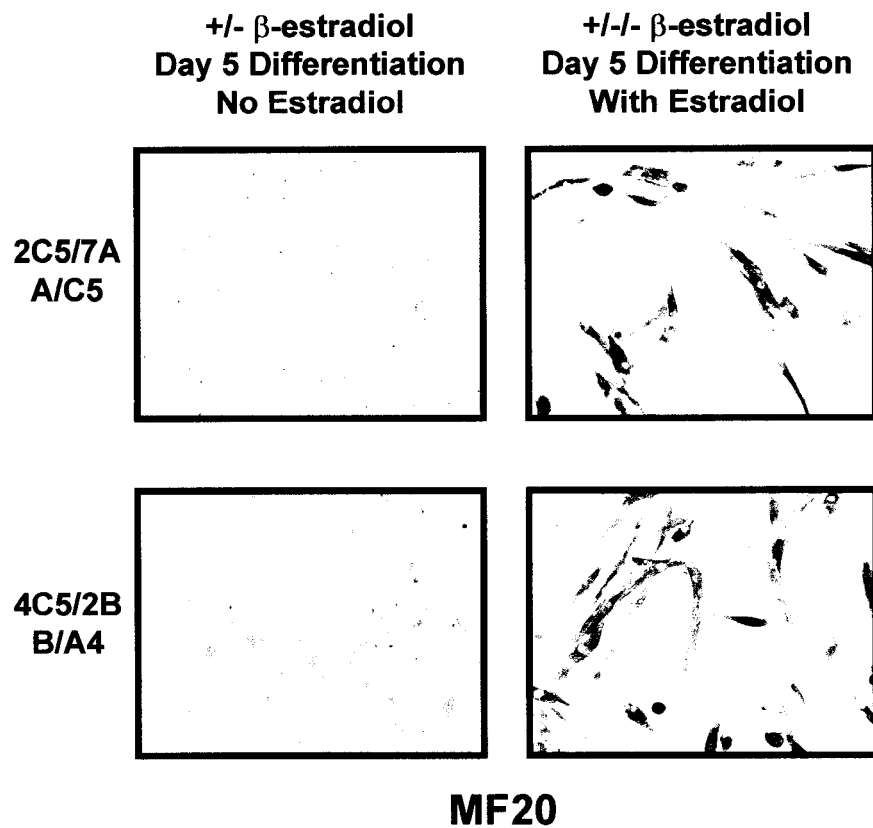 +/- β-estradiol
Day 5 Differentiation
No Estradiol
+/-/- β-estradiol
Day 5 Differentiation
With Estradiol
2C5/7A
A/C5
4C5/2B
B/A4
MF20